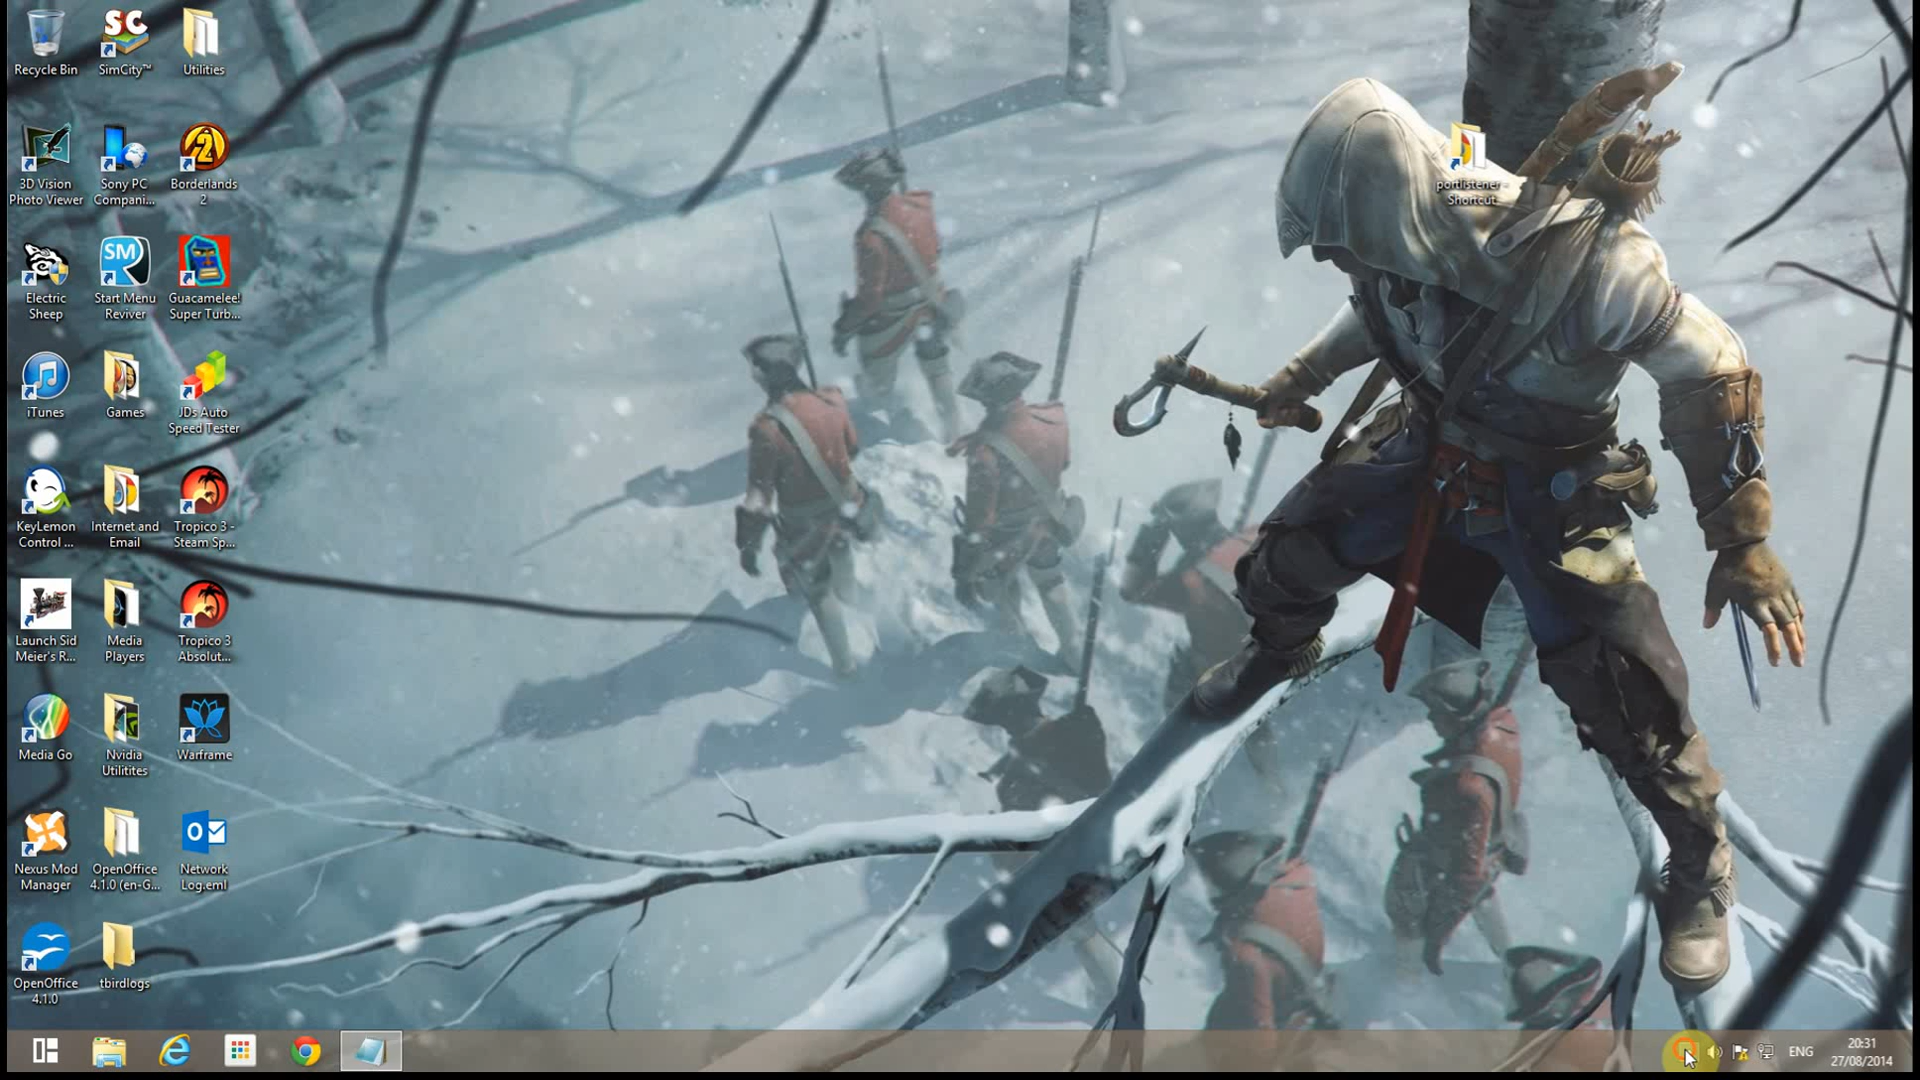 Recycle Bin
SimCity™
Utilities
3D Vision
Photo Viewer
Sony PC
Compani...
Borderlands
2
Electric
Sheep
Start Menu
Reviver
Guacamelee!
Super Turb...
iTunes
Games
JDs Auto
Speed Tester
KeyLemon
Control ...
Internet and
Email
Tropico 3 -
Steam Sp...
Launch Sid
Meier's R...
Media
Players
Tropico 3
Absolut...
Media Go
Nvidia
Utilitites
Warframe
Nexus Mod
Manager
OpenOffice
4.1.0 (en-G...
Network
Log.eml
OpenOffice
4.1.0
tbirdlogs
portlistener -
Shortcut
SC
SM
2
O
ENG
20:31
27/08/2014